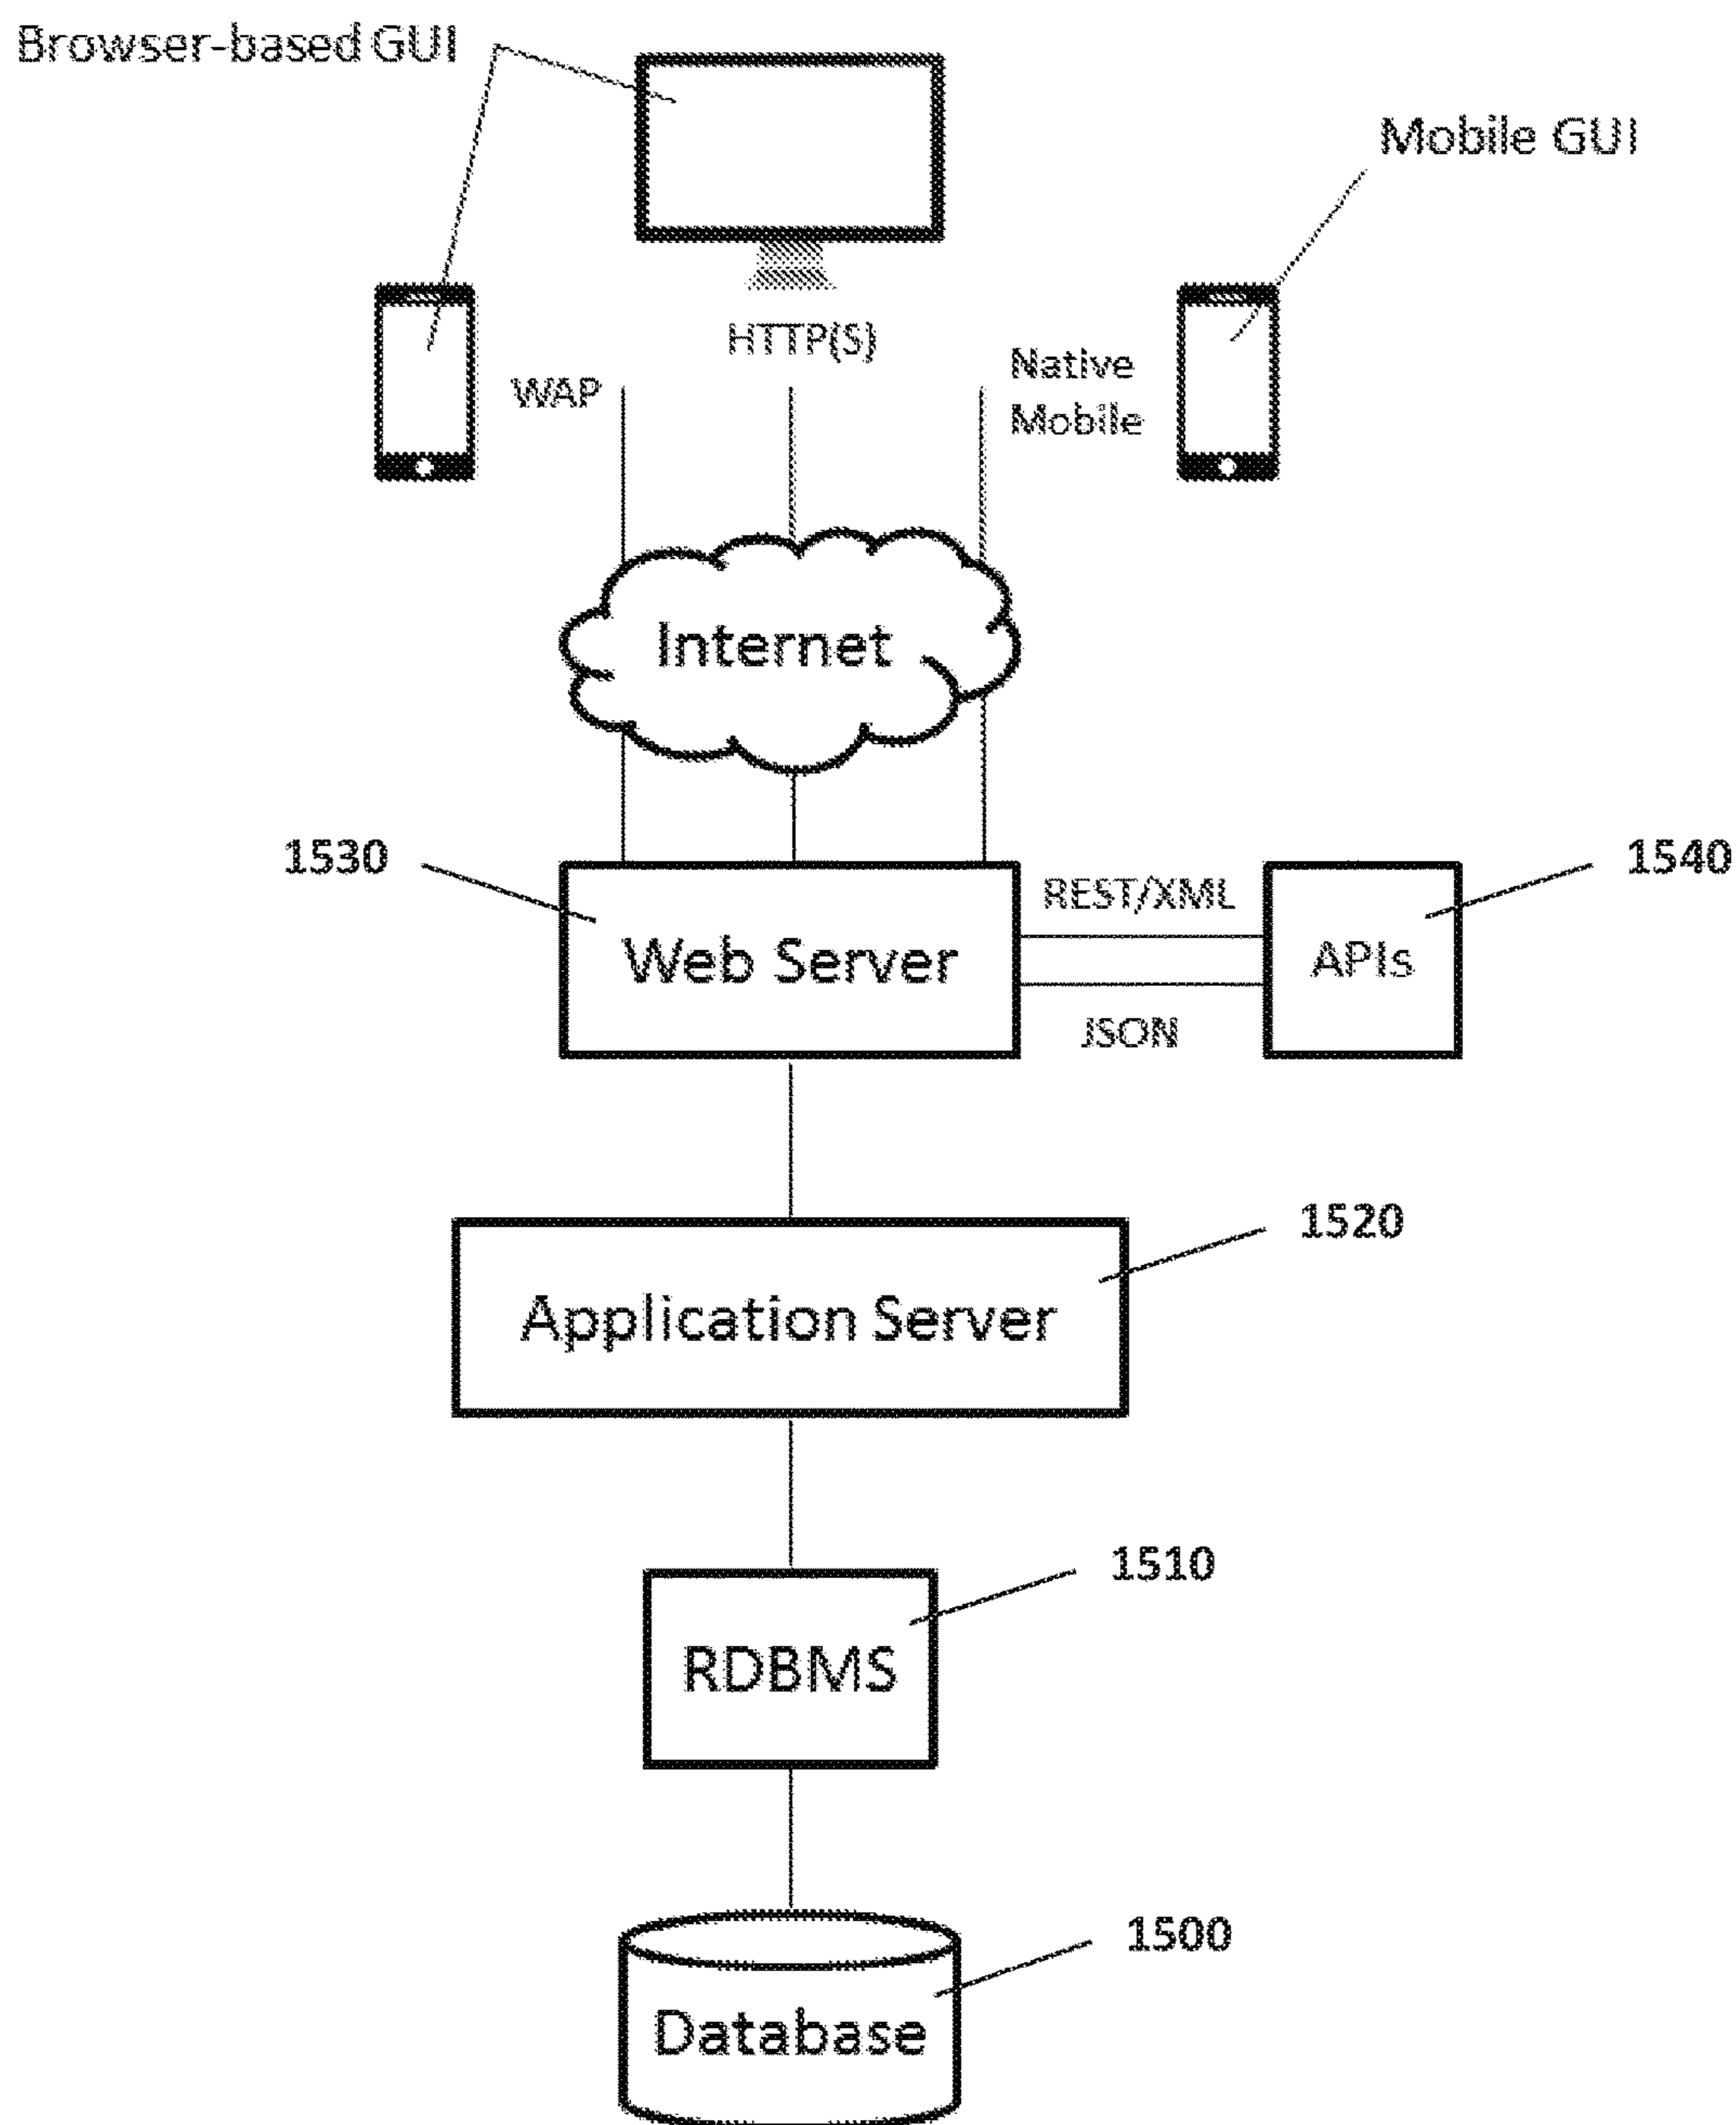 Browser-based GUI
Mobile GUI
HTTP(S)
WAP
Native
Mobile
Internet
1530
1540
REST/XML
Web Server
APIs
JSON
1520
Application Server
1510
RDBMS
1500
Database